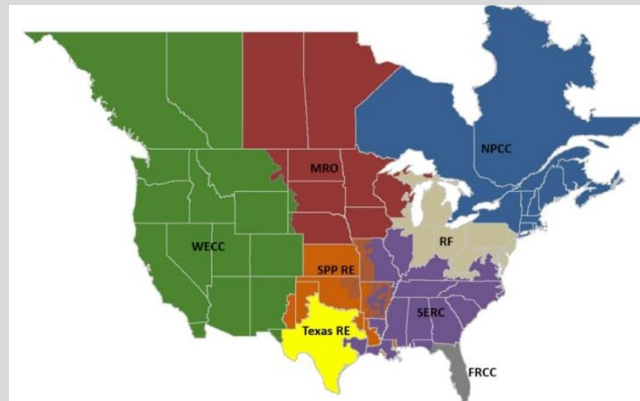 NPCC
MRO
RF
WECC
SPP RE
SERC
Texas RE
FRCC